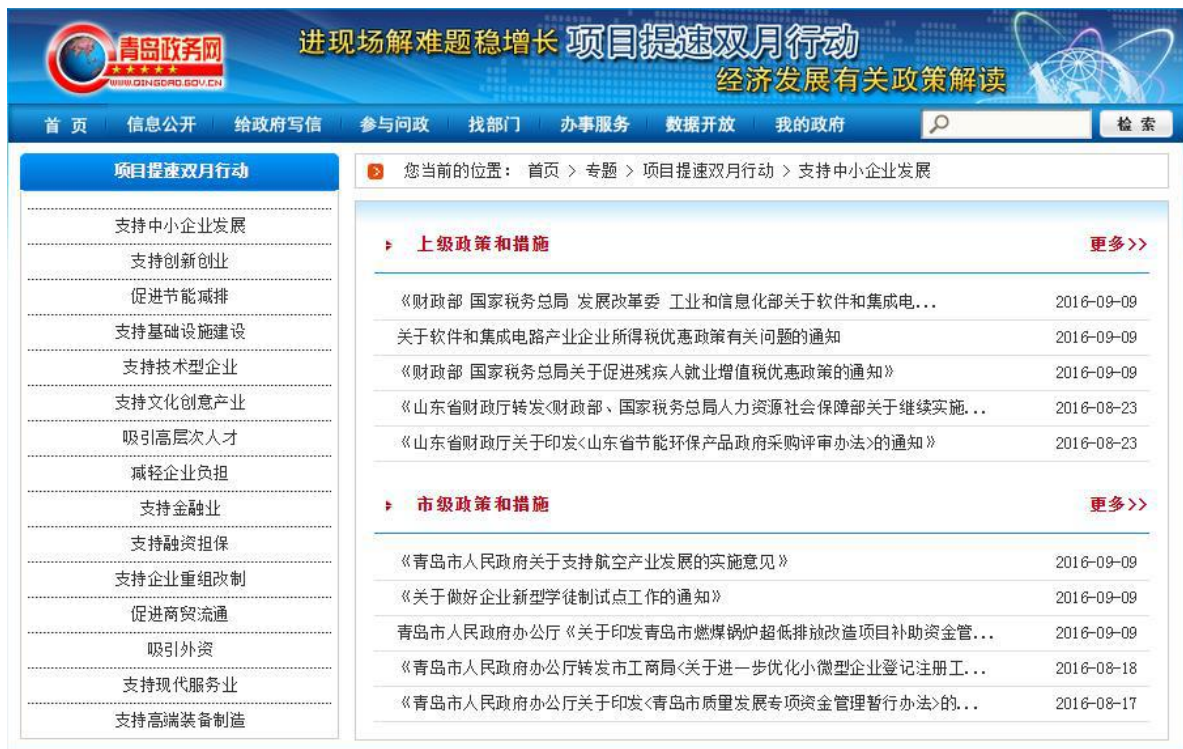 青岛政务网
WWW.QINGDAO.GOV.CN
进现场解难题稳增长 项目提速双月行动
经济发展有关政策解读
首 页 信息公开 给政府写信 参与问政 找部门 办事服务 数据开放 我的政府 检 索
项目提速双月行动
支持中小企业发展
支持创新创业
促进节能减排
支持基础设施建设
支持技术型企业
支持文化创意产业
吸引高层次人才
减轻企业负担
支持金融业
支持融资担保
支持企业重组改制
促进商贸流通
吸引外资
支持现代服务业
支持高端装备制造
您当前的位置： 首页 > 专题 > 项目提速双月行动 > 支持中小企业发展
上级政策和措施 更多>>
《财政部 国家税务总局 发展改革委 工业和信息化部关于软件和集成电... 2016-09-09
关于软件和集成电路产业企业所得税优惠政策有关问题的通知 2016-09-09
《财政部 国家税务总局关于促进残疾人就业增值税优惠政策的通知》 2016-09-09
《山东省财政厅转发<财政部、国家税务总局人力资源社会保障部关于继续实施... 2016-08-23
《山东省财政厅关于印发<山东省节能环保产品政府采购评审办法>的通知》 2016-08-23
市级政策和措施 更多>>
《青岛市人民政府关于支持航空产业发展的实施意见》 2016-09-09
《关于做好企业新型学徒制试点工作的通知》 2016-09-09
青岛市人民政府办公厅《关于印发青岛市燃煤锅炉超低排放改造项目补助资金管... 2016-09-09
《青岛市人民政府办公厅转发市工商局<关于进一步优化小微型企业登记注册工... 2016-08-18
《青岛市人民政府办公厅关于印发<青岛市质量发展专项资金管理暂行办法>的... 2016-08-17